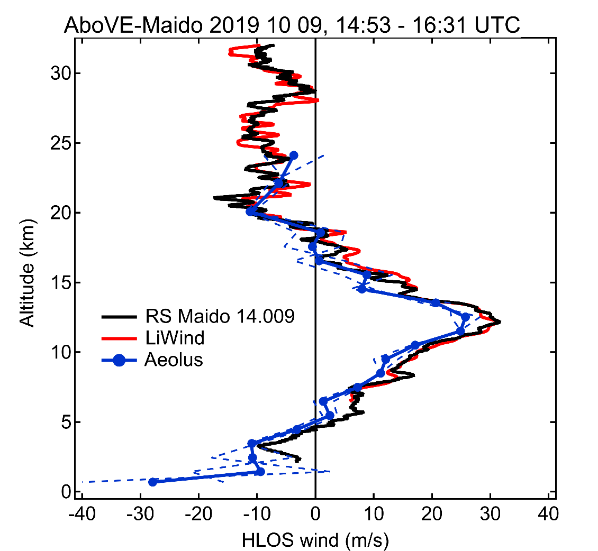 AboVE-Maido 2019 10 09, 14:53 - 16:31 UTC
30
25
20
15
10
5
0
Altitude (km)
RS Maido 14.009
LiWind
Aeolus
-40 -30 -20 -10 0 10 20 30 40
HLOS wind (m/s)